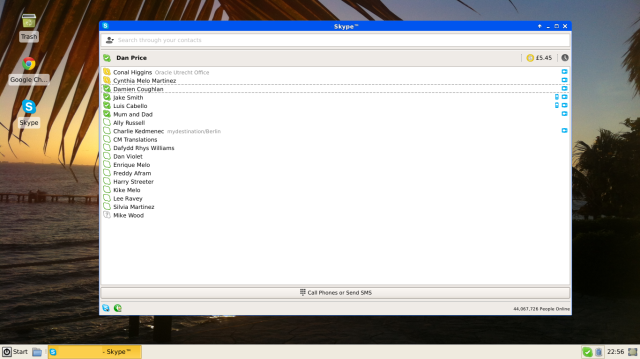 Skype™
Trash
Google Ch...
Skype
Search through your contacts
Dan Price
£5.45
Conal Higgins Oracle Utrecht Office
Cynthia Melo Martinez
Damien Coughlan
Jake Smith
Luis Cabello
Mum and Dad
Ally Russell
Charlie Kedmenec mydestination/Berlin
CM Translations
Dafydd Rhys Williams
Dan Violet
Enrique Melo
Freddy Afram
Harry Streeter
Kike Melo
Lee Ravey
Silvia Martinez
Mike Wood
Call Phones or Send SMS
44,067,726 People Online
Start
- Skype™
22:56